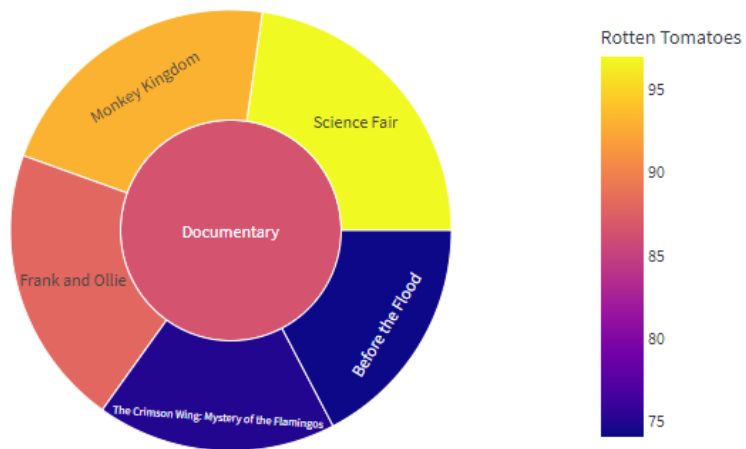 Rotten Tomatoes
Monkey Kingdom
Science Fair
Documentary
Frank and Ollie
Before the Flood
The Crimson Wing: Mystery of the Flamingos
95
90
85
80
75